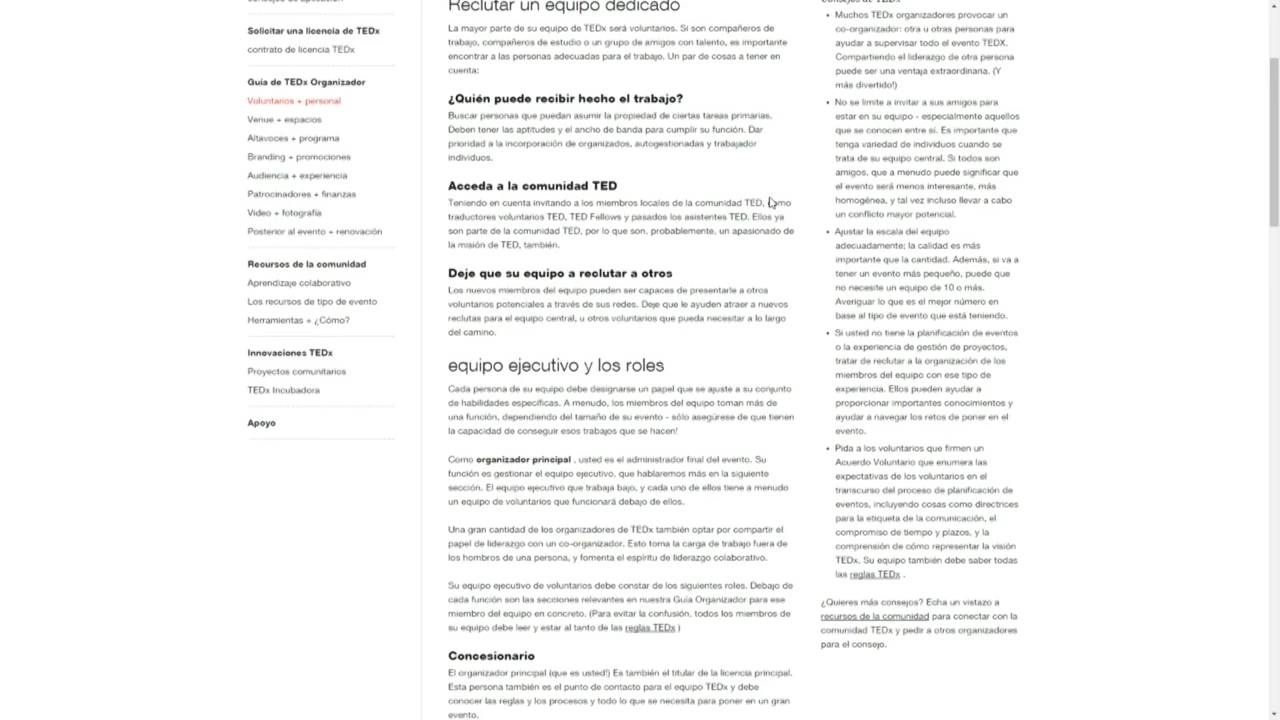 Solicitar una licencia de TEDx
contrato de licencia TEDx
Guía de TEDx Organizador
Voluntarios + personal
Venue + espacios
Altavoces + programa
Branding + promociones
Audiencia + experiencia
Patrocinadores + finanzas
Video + fotografía
Posterior al evento + renovación
Recursos de la comunidad
Aprendizaje colaborativo
Los recursos de tipo de evento
Herramientas + ¿Cómo?
Innovaciones TEDx
Proyectos comunitarios
TEDx Incubadora
Apoyo
Reclutar un equipo dedicado
La mayor parte de su equipo de TEDx será voluntarios. Si son compañeros de
trabajo, compañeros de estudio o un grupo de amigos con talento, es importante
encontrar a las personas adecuadas para el trabajo. Un par de cosas a tener en
cuenta:
¿Quién puede recibir hecho el trabajo?
Buscar personas que puedan asumir la propiedad de ciertas tareas primarias.
Deben tener las aptitudes y el ancho de banda para cumplir su función. Dar
prioridad a la incorporación de organizados, autogestionadas y trabajador
individuos.
Acceda a la comunidad TED
Teniendo en cuenta invitando a los miembros locales de la comunidad TED, como
traductores voluntarios TED, TED Fellows y pasados los asistentes TED. Ellos ya
son parte de la comunidad TED, por lo que son, probablemente, un apasionado de
la misión de TED, también.
Deje que su equipo a reclutar a otros
Los nuevos miembros del equipo pueden ser capaces de presentarle a otros
voluntarios potenciales a través de sus redes. Deje que le ayuden atraer a nuevos
reclutas para el equipo central, u otros voluntarios que pueda necesitar a lo largo
del camino.
equipo ejecutivo y los roles
Cada persona de su equipo debe designarse un papel que se ajuste a su conjunto
de habilidades específicas. A menudo, los miembros del equipo toman más de
una función, dependiendo del tamaño de su evento - sólo asegúrese de que tienen
la capacidad de conseguir esos trabajos que se hacen!
Como organizador principal , usted es el administrador final del evento. Su
función es gestionar el equipo ejecutivo, que hablaremos más en la siguiente
sección. El equipo ejecutivo que trabaja bajo, y cada uno de ellos tiene a menudo
un equipo de voluntarios que funcionará debajo de ellos.
Una gran cantidad de los organizadores de TEDx también optar por compartir el
papel de liderazgo con un co-organizador. Esto toma la carga de trabajo fuera de
los hombros de una persona, y fomenta el espíritu de liderazgo colaborativo.
Su equipo ejecutivo de voluntarios debe constar de los siguientes roles. Debajo de
cada función son las secciones relevantes en nuestra Guía Organizador para ese
miembro del equipo en concreto. (Para evitar la confusión, todos los miembros de
su equipo debe leer y estar al tanto de las reglas TEDx )
Concesionario
El organizador principal (que es usted!) Es también el titular de la licencia principal.
Esta persona también es el punto de contacto para el equipo TEDx y debe
conocer las reglas y los procesos y todo lo que se necesita para poner en un gran
evento.
• Muchos TEDx organizadores provocar un
co-organizador: otra u otras personas para
ayudar a supervisar todo el evento TEDX.
Compartiendo el liderazgo de otra persona
puede ser una ventaja extraordinaria. (Y
más divertido!)
• No se limite a invitar a sus amigos para
estar en su equipo - especialmente aquellos
que se conocen entre sí. Es importante que
tenga variedad de individuos cuando se
trata de su equipo central. Si todos son
amigos, que a menudo puede significar que
el evento será menos interesante, más
homogénea, y tal vez incluso llevar a cabo
un conflicto mayor potencial.
• Ajustar la escala del equipo
adecuadamente; la calidad es más
importante que la cantidad. Además, si va a
tener un evento más pequeño, puede que
no necesite un equipo de 10 o más.
Averiguar lo que es el mejor número en
base al tipo de evento que está teniendo.
• Si usted no tiene la planificación de eventos
o la experiencia de gestión de proyectos,
tratar de reclutar a la organización de los
miembros del equipo con ese tipo de
experiencia. Ellos pueden ayudar a
proporcionar importantes conocimientos y
ayudar a navegar los retos de poner en el
evento.
• Pida a los voluntarios que firmen un
Acuerdo Voluntario que enumera las
expectativas de los voluntarios en el
transcurso del proceso de planificación de
eventos, incluyendo cosas como directrices
para la etiqueta de la comunicación, el
compromiso de tiempo y plazos, y la
comprensión de cómo representar la visión
TEDx. Su equipo también debe saber todas
las reglas TEDx .
¿Quieres más consejos? Echa un vistazo a
recursos de la comunidad para conectar con la
comunidad TEDx y pedir a otros organizadores
para el consejo.